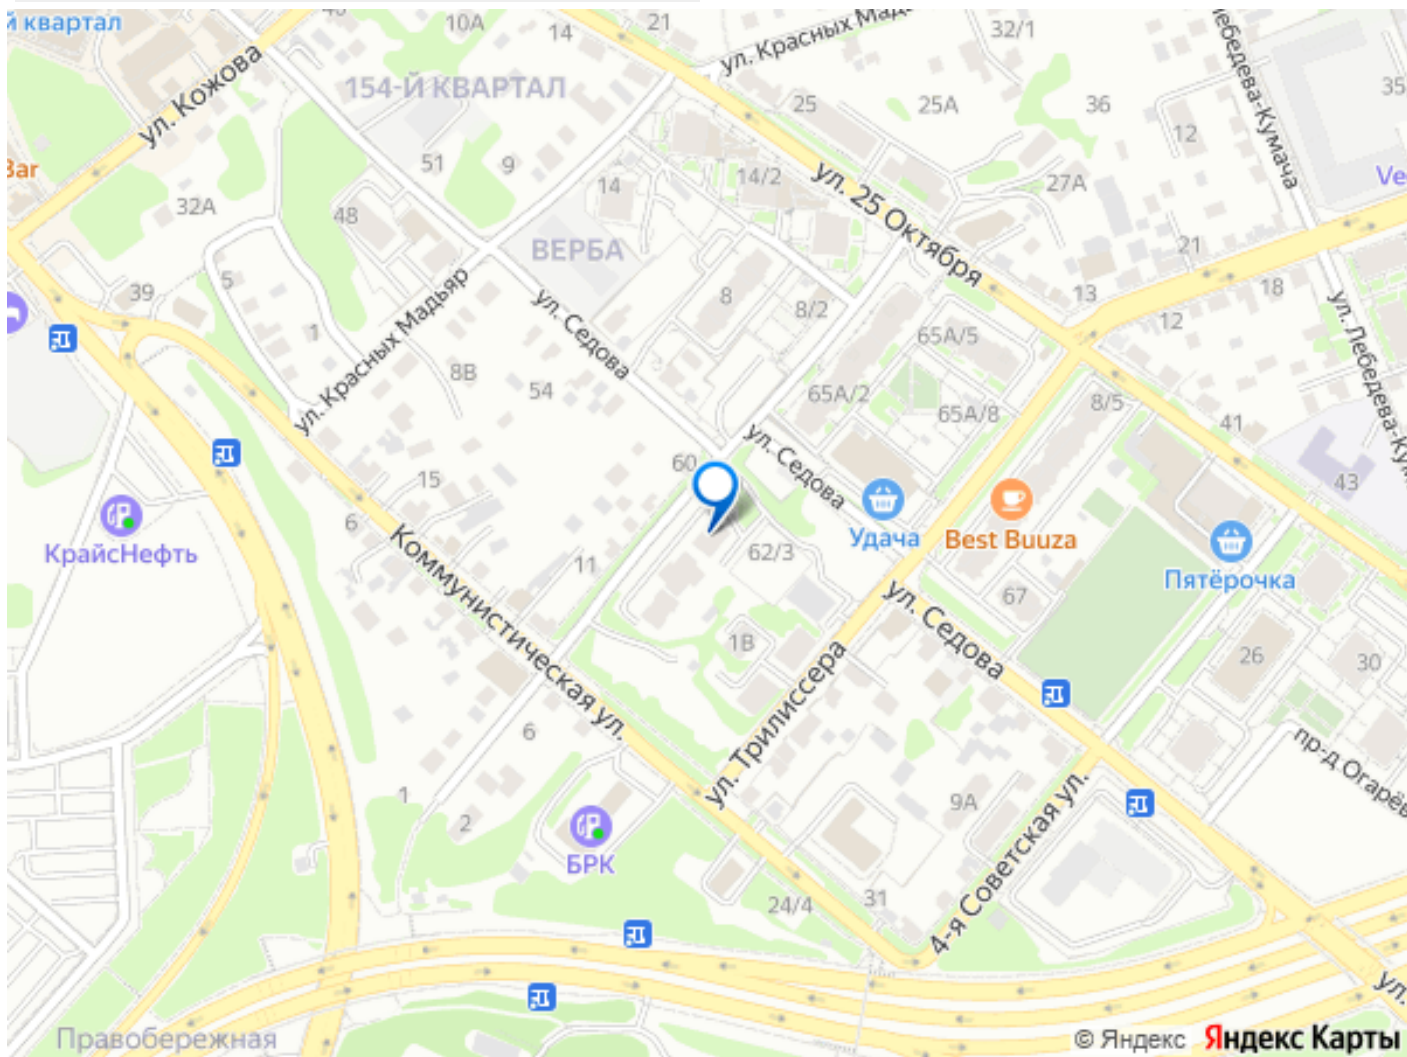 й квартал
10А
14
21
32/1
ул. Красных Мадьяр
Лебедева-Кумача
35
ул. Кожова
154-Й КВАРТАЛ
25
25А
36
12
Bar
51
9
14
14/2
27А
Ve
32А
48
ул. 25 Октября
ВЕРБА
21
5
39
8
8/2
13
18
12
ул. Седова
ул. Красных Мадьяр
1
8В
54
65А/5
65А/2
65А/8
8/5
41
ул. Лебедева-Кум
ул. Седова
60
15
6
43
КрайсНефть
Удача
Best Buuza
Пятёрочка
62/3
11
67
Коммунистическая ул.
ул. Седова
1В
26
30
ул. Трилиссера
6
пр-д Огарёв
1
2
9А
БРК
4-я Советская ул.
24/4
31
ул.
Правобережная
© Яндекс Яндекс Карты